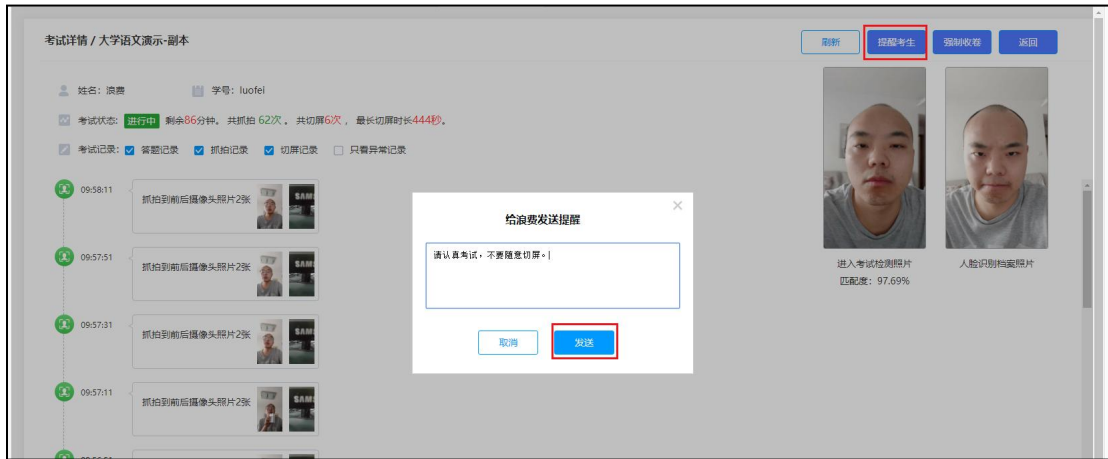 考试详情 / 大学语文演示-副本
刷新 提醒考生 强制收卷 返回
姓名：浪费 学号：luofei
考试状态： 进行中 剩余86分钟。 共抓拍 62次 。 共切屏6次 ， 最长切屏时长444秒。
考试记录： 答题记录 抓拍记录 切屏记录 只看异常记录
09:58:11 抓拍到前后摄像头照片2张
09:57:51 抓拍到前后摄像头照片2张
09:57:31 抓拍到前后摄像头照片2张
09:57:11 抓拍到前后摄像头照片2张
给浪费发送提醒
请认真考试，不要随意切屏。
取消 发送
进入考试检测照片
匹配度：97.69%
人脸识别档案照片